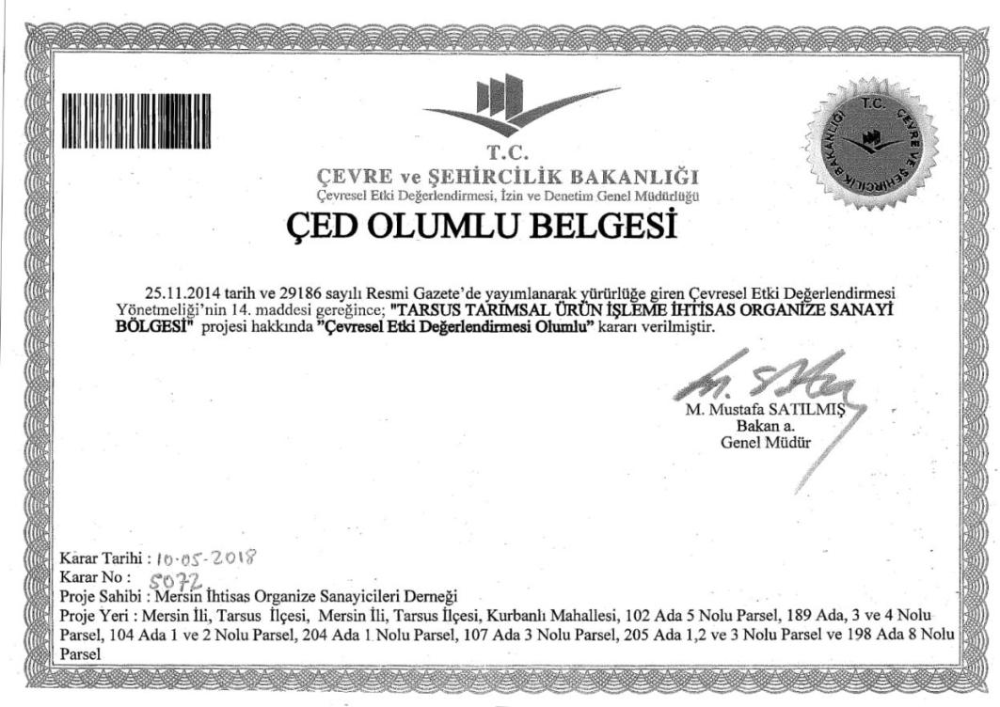 T.C.
ÇEVRE ve ŞEHİRCİLİK BAKANLIĞI
Çevresel Etki Değerlendirmesi, İzin ve Denetim Genel Müdürlüğü
T.C. ÇEVRE VE ŞEHİRCİLİK BAKANLIĞI
ÇED OLUMLU BELGESİ
25.11.2014 tarih ve 29186 sayılı Resmi Gazete'de yayımlanarak yürürlüğe giren Çevresel Etki Değerlendirmesi
Yönetmeliği'nin 14. maddesi gereğince; "TARSUS TARIMSAL ÜRÜN İŞLEME İHTİSAS ORGANİZE SANAYİ
BÖLGESİ" projesi hakkında "Çevresel Etki Değerlendirmesi Olumlu" kararı verilmiştir.
M. Mustafa SATILMIŞ
Bakan a.
Genel Müdür
Karar Tarihi : 10-05-2018
Karar No : 5072
Proje Sahibi : Mersin İhtisas Organize Sanayicileri Derneği
Proje Yeri : Mersin İli, Tarsus İlçesi, Mersin İli, Tarsus İlçesi, Kurbanlı Mahallesi, 102 Ada 5 Nolu Parsel, 189 Ada, 3 ve 4 Nolu
Parsel, 104 Ada 1 ve 2 Nolu Parsel, 204 Ada 1 Nolu Parsel, 107 Ada 3 Nolu Parsel, 205 Ada 1,2 ve 3 Nolu Parsel ve 198 Ada 8 Nolu
Parsel